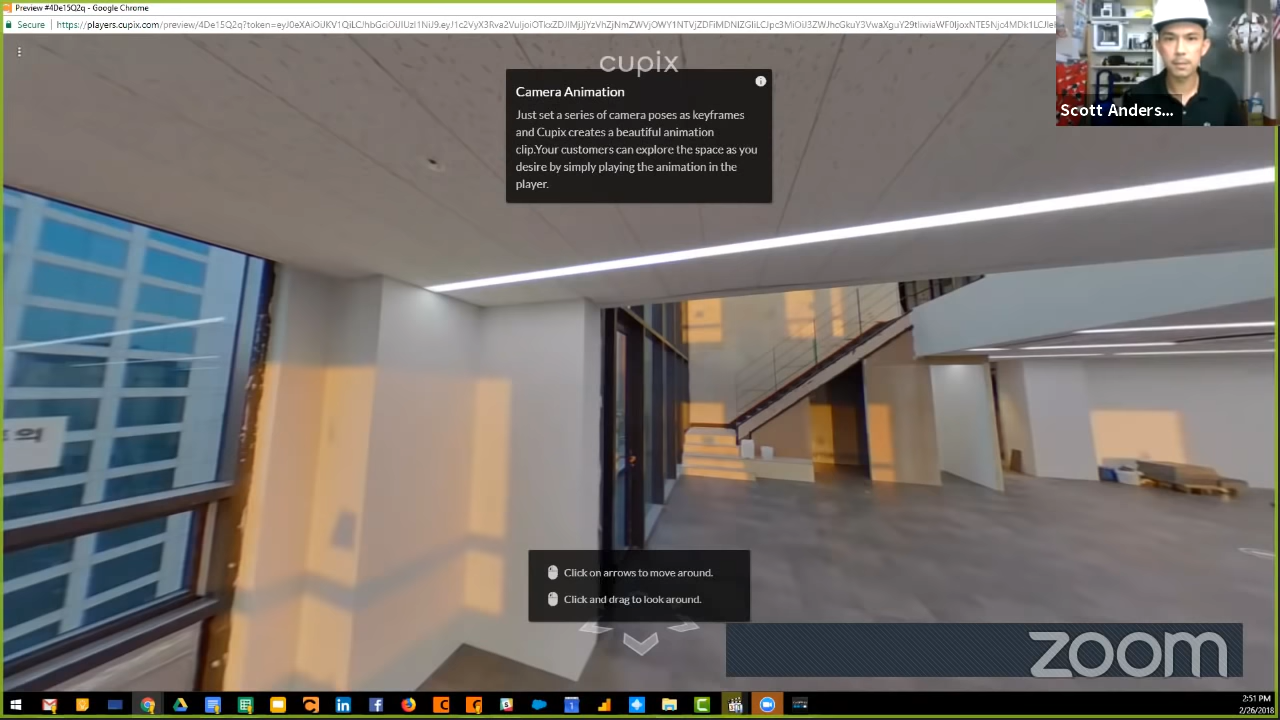 Preview #4De15Q2q - Google Chrome
Secure
Scott Anders...
cupix
Camera Animation
Just set a series of camera poses as keyframes
and Cupix creates a beautiful animation
clip.Your customers can explore the space as you
desire by simply playing the animation in the
player.
의
Click on arrows to move around.
Click and drag to look around.
zoom
2:51 PM
2/26/2018